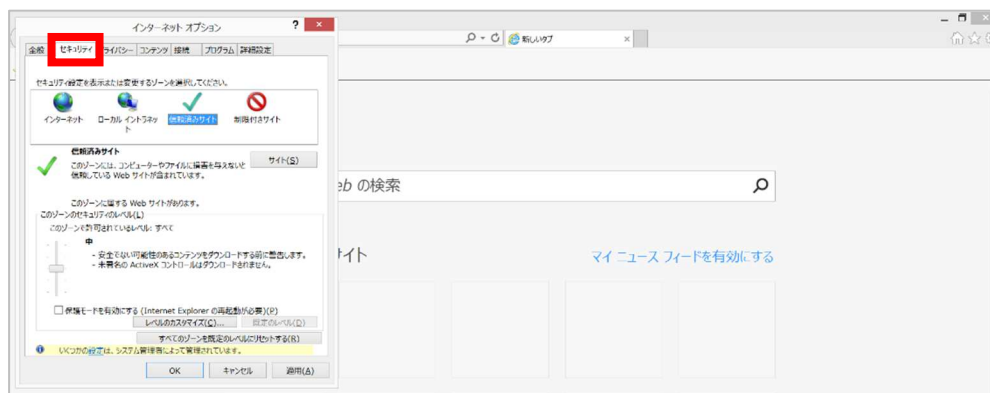 インターネット オプション
全般 セキュリティ ライバシー コンテンツ 接続 プログラム 詳細設定
セキュリティ設定を表示または変更するゾーンを選択してください。
インターネット
ローカル イントラネッ
ト
信頼済みサイト
制限付きサイト
信頼済みサイト
このゾーンには、コンピューターやファイルに損害を与えないと
信頼している Web サイトが含まれています。
サイト(S)
このゾーンに属する Web サイトがあります。
このゾーンのセキュリティのレベル(L)
このゾーンで許可されているレベル: すべて
中
- 安全でない可能性のあるコンテンツをダウンロードする前に警告します。
- 未署名の ActiveX コントロールはダウンロードされません。
保護モードを有効にする (Internet Explorer の再起動が必要)(P)
レベルのカスタマイズ(C)... 既定のレベル(D)
すべてのゾーンを既定のレベルにリセットする(R)
いくつかの設定は、システム管理者によって管理されています。
OK キャンセル 適用(A)
新しいタブ
eb の検索
サイト
マイ ニュース フィードを有効にする